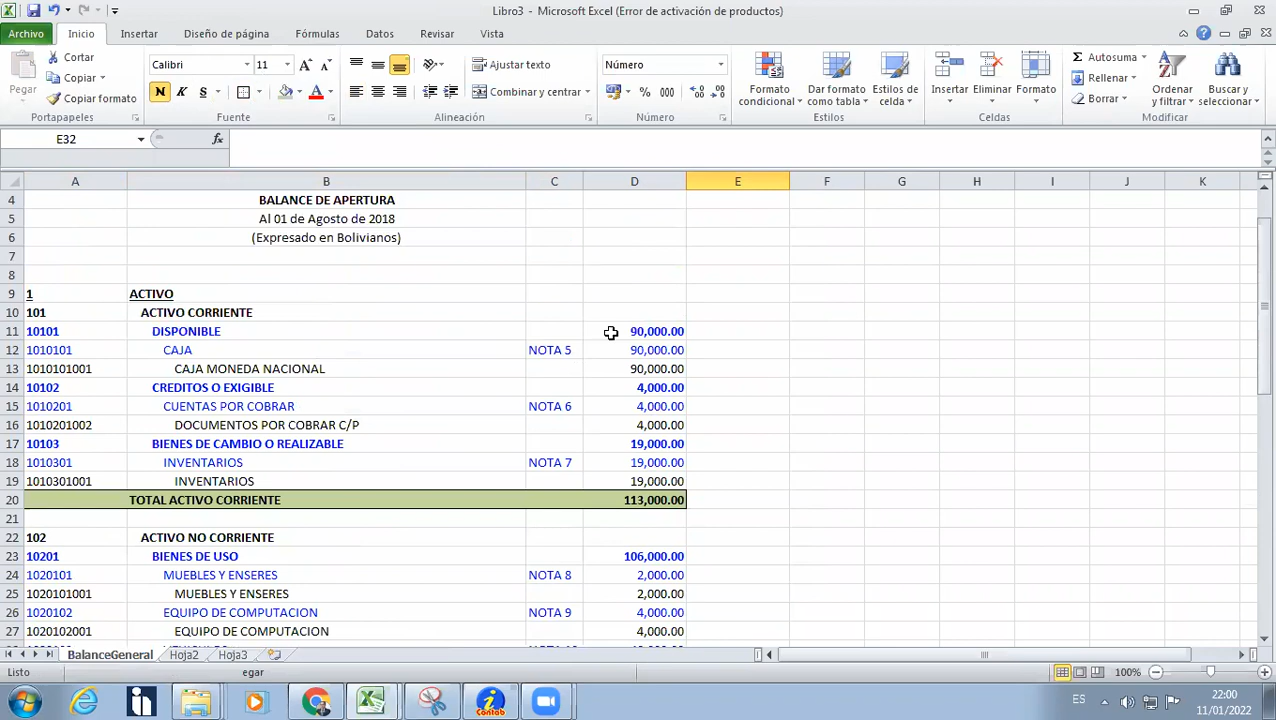 Libro3 - Microsoft Excel (Error de activación de productos)
Archivo Inicio Insertar Diseño de página Fórmulas Datos Revisar Vista
Cortar
Copiar
Copiar formato
Pegar
Portapapeles
Calibri 11
N K S
Fuente
Ajustar texto
Combinar y centrar
Alineación
Número
% 000
Número
Formato condicional
Dar formato como tabla
Estilos de celda
Estilos
Insertar Eliminar Formato
Celdas
Autosuma
Rellenar
Borrar
Ordenar y filtrar
Buscar y seleccionar
Modificar
E32 fx
A B C D E F G H I J K
4 BALANCE DE APERTURA
5 Al 01 de Agosto de 2018
6 (Expresado en Bolivianos)
7
8
9 1 ACTIVO
10 101 ACTIVO CORRIENTE
11 10101 DISPONIBLE 90,000.00
12 1010101 CAJA NOTA 5 90,000.00
13 1010101001 CAJA MONEDA NACIONAL 90,000.00
14 10102 CREDITOS O EXIGIBLE 4,000.00
15 1010201 CUENTAS POR COBRAR NOTA 6 4,000.00
16 1010201002 DOCUMENTOS POR COBRAR C/P 4,000.00
17 10103 BIENES DE CAMBIO O REALIZABLE 19,000.00
18 1010301 INVENTARIOS NOTA 7 19,000.00
19 1010301001 INVENTARIOS 19,000.00
20 TOTAL ACTIVO CORRIENTE 113,000.00
21
22 102 ACTIVO NO CORRIENTE
23 10201 BIENES DE USO 106,000.00
24 1020101 MUEBLES Y ENSERES NOTA 8 2,000.00
25 1020101001 MUEBLES Y ENSERES 2,000.00
26 1020102 EQUIPO DE COMPUTACION NOTA 9 4,000.00
27 1020102001 EQUIPO DE COMPUTACION 4,000.00
BalanceGeneral Hoja2 Hoja3
Listo egar 100%
Contab
ES 22:00
11/01/2022